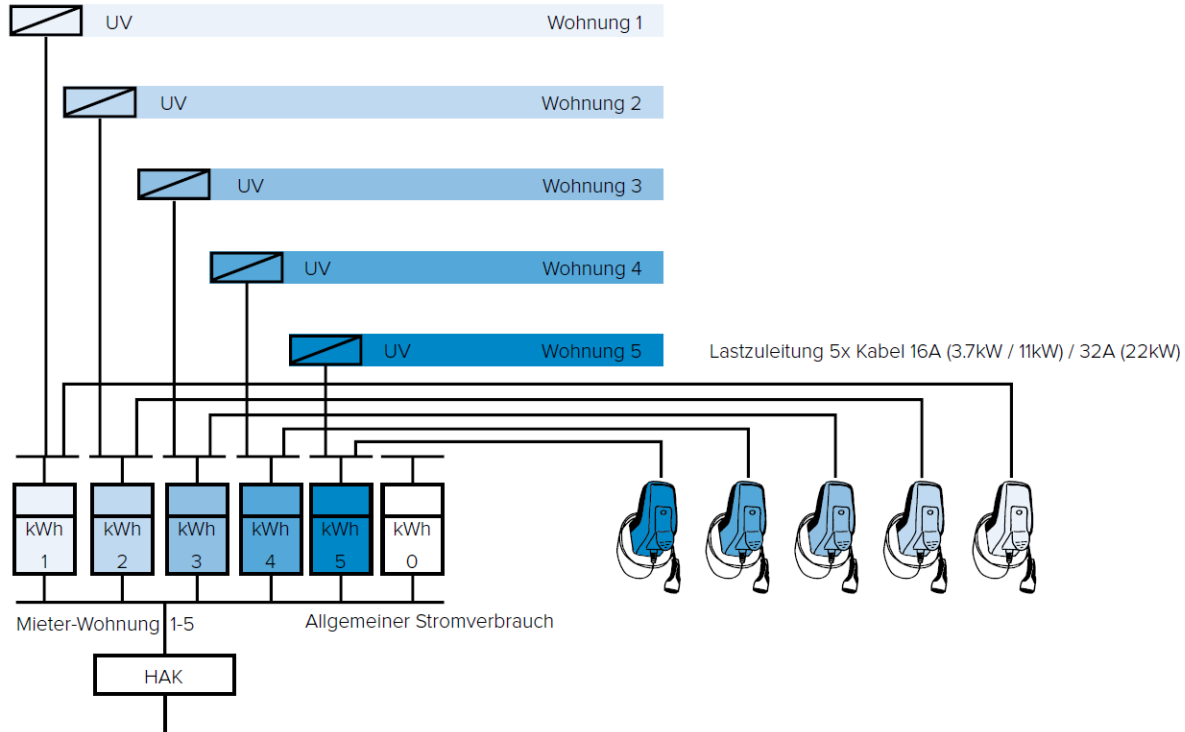 UV Wohnung 1
UV Wohnung 2
UV Wohnung 3
UV Wohnung 4
UV Wohnung 5
Lastzuleitung 5x Kabel 16A (3.7kW / 11kW) / 32A (22kW)
kWh kWh kWh kWh kWh kWh
1 2 3 4 5 0
Mieter-Wohnung 1-5
Allgemeiner Stromverbrauch
HAK